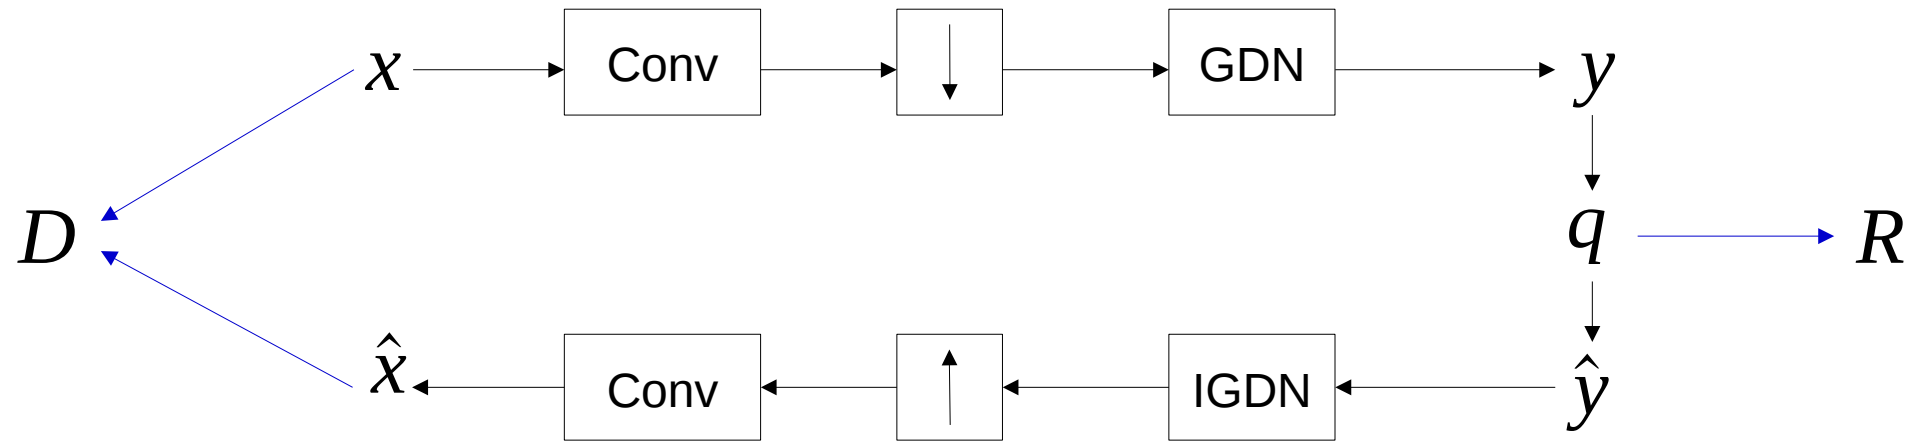 x Conv ↓ GDN y
D q R
x̂ Conv ↑ IGDN ŷ